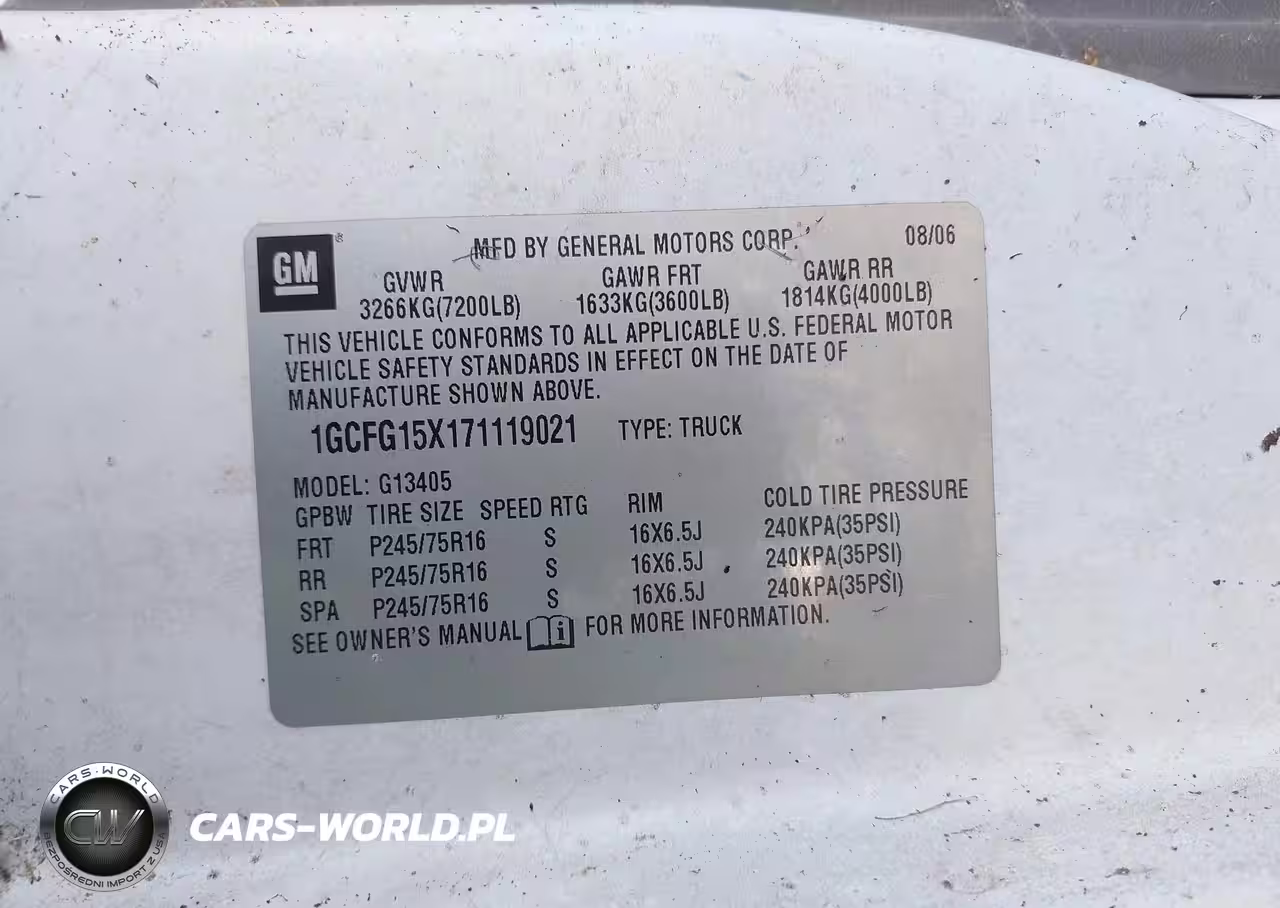 GM
MFD BY GENERAL MOTORS CORP. 08/06
GVWR GAWR FRT GAWR RR
3266KG(7200LB) 1633KG(3600LB) 1814KG(4000LB)
THIS VEHICLE CONFORMS TO ALL APPLICABLE U.S. FEDERAL MOTOR
VEHICLE SAFETY STANDARDS IN EFFECT ON THE DATE OF
MANUFACTURE SHOWN ABOVE.
1GCFG15X171119021 TYPE: TRUCK
MODEL: G13405
GPBW TIRE SIZE SPEED RTG RIM COLD TIRE PRESSURE
FRT P245/75R16 S 16X6.5J 240KPA(35PSI)
RR P245/75R16 S 16X6.5J 240KPA(35PSI)
SPA P245/75R16 S 16X6.5J 240KPA(35PSI)
SEE OWNER'S MANUAL i FOR MORE INFORMATION.
CARS-WORLD
CW
BEZPOŚREDNI IMPORT Z USA
CARS-WORLD.PL